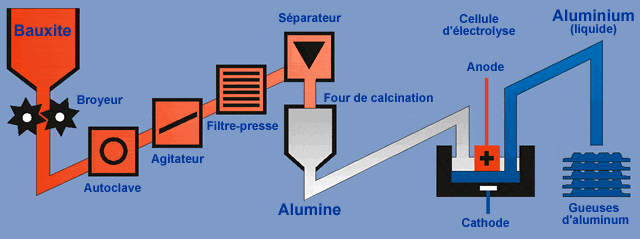 Bauxite
Broyeur
Autoclave
Agitateur
Filtre-presse
Séparateur
Four de calcination
Alumine
Cellule
d'électrolyse
Anode
+
Cathode
Aluminium
(liquide)
Gueuses
d'aluminum